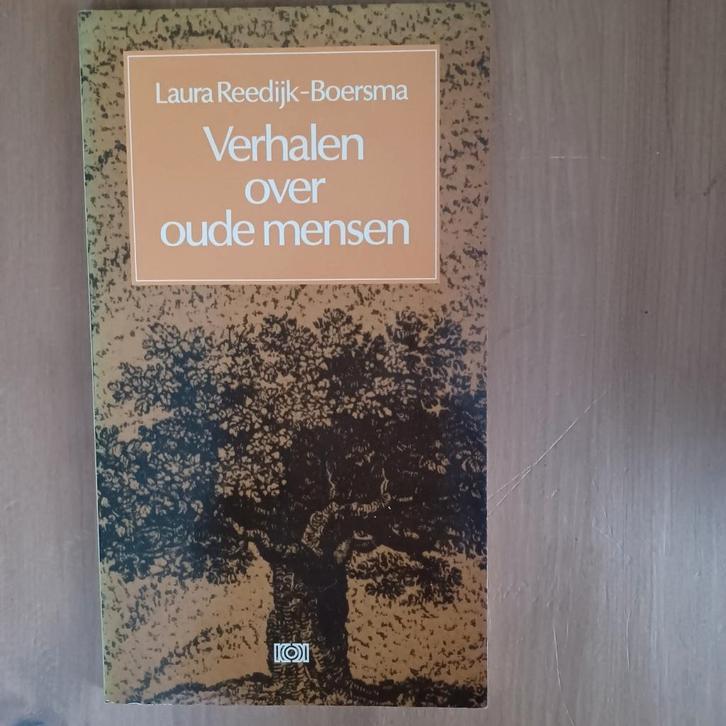 Laura Reedijk-Boersma
Verhalen
over
oude mensen